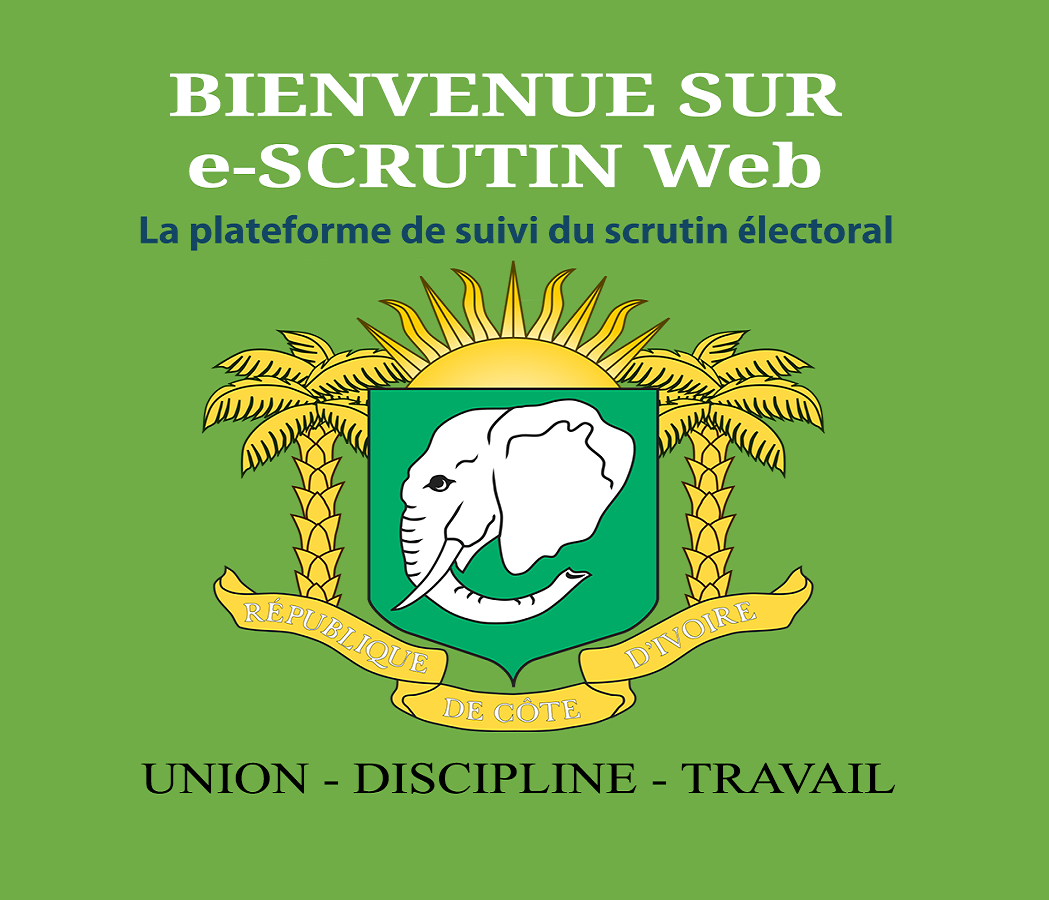 BIENVENUE SUR
e-SCRUTIN Web
La plateforme de suivi du scrutin électoral
RÉPUBLIQUE
DE CÔTE
D'IVOIRE
UNION - DISCIPLINE - TRAVAIL